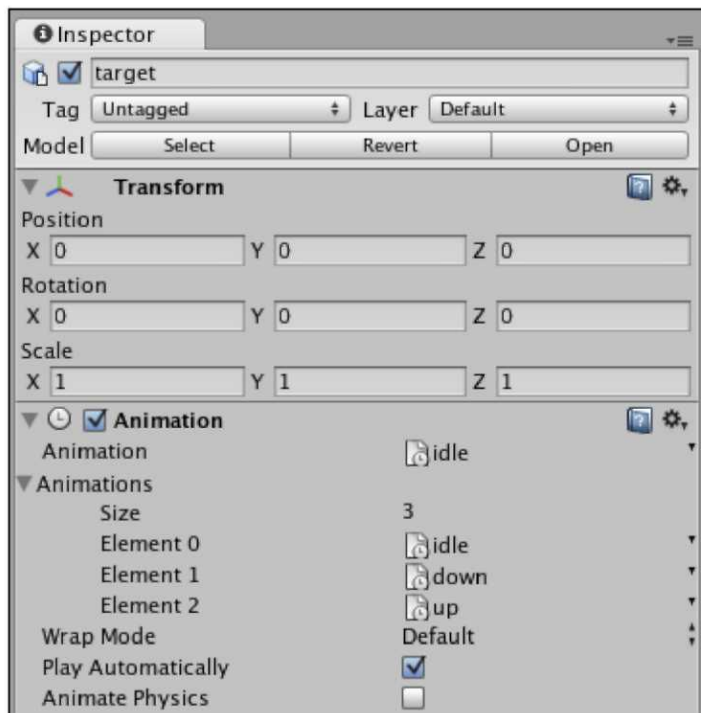 Inspector
target
Tag Untagged Layer Default
Model Select Revert Open
Transform
Position
X 0 Y 0 Z 0
Rotation
X 0 Y 0 Z 0
Scale
X 1 Y 1 Z 1
Animation
Animation idle
Animations
Size 3
Element 0 idle
Element 1 down
Element 2 up
Wrap Mode Default
Play Automatically
Animate Physics